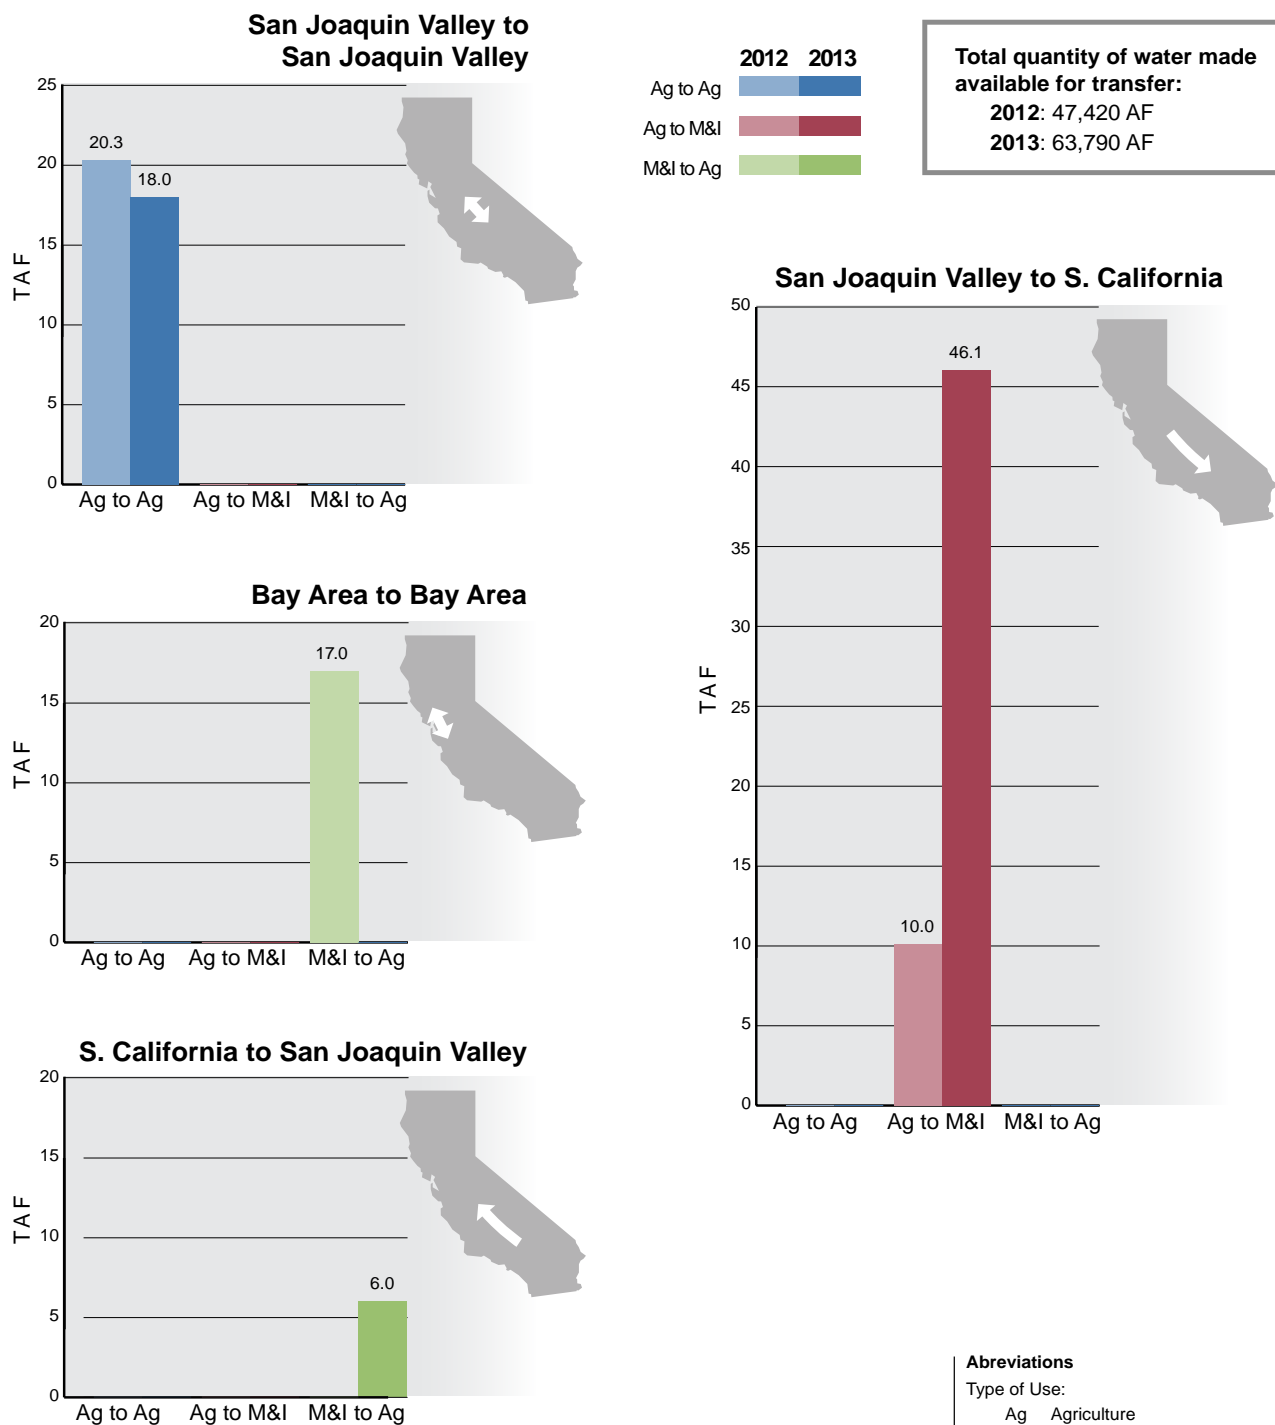 San Joaquin Valley to
San Joaquin Valley
25
20
15
10
5
0
TAF
20.3
18.0
Ag to Ag
Ag to M&I
M&I to Ag
2012 2013
Ag to Ag
Ag to M&I
M&I to Ag
Total quantity of water made
available for transfer:
2012: 47,420 AF
2013: 63,790 AF
Bay Area to Bay Area
20
15
10
5
0
TAF
17.0
Ag to Ag
Ag to M&I
M&I to Ag
S. California to San Joaquin Valley
20
15
10
5
0
TAF
6.0
Ag to Ag
Ag to M&I
M&I to Ag
San Joaquin Valley to S. California
50
45
40
35
30
25
20
15
10
5
0
TAF
10.0
46.1
Ag to Ag
Ag to M&I
M&I to Ag
Abreviations
Type of Use:
Ag Agriculture